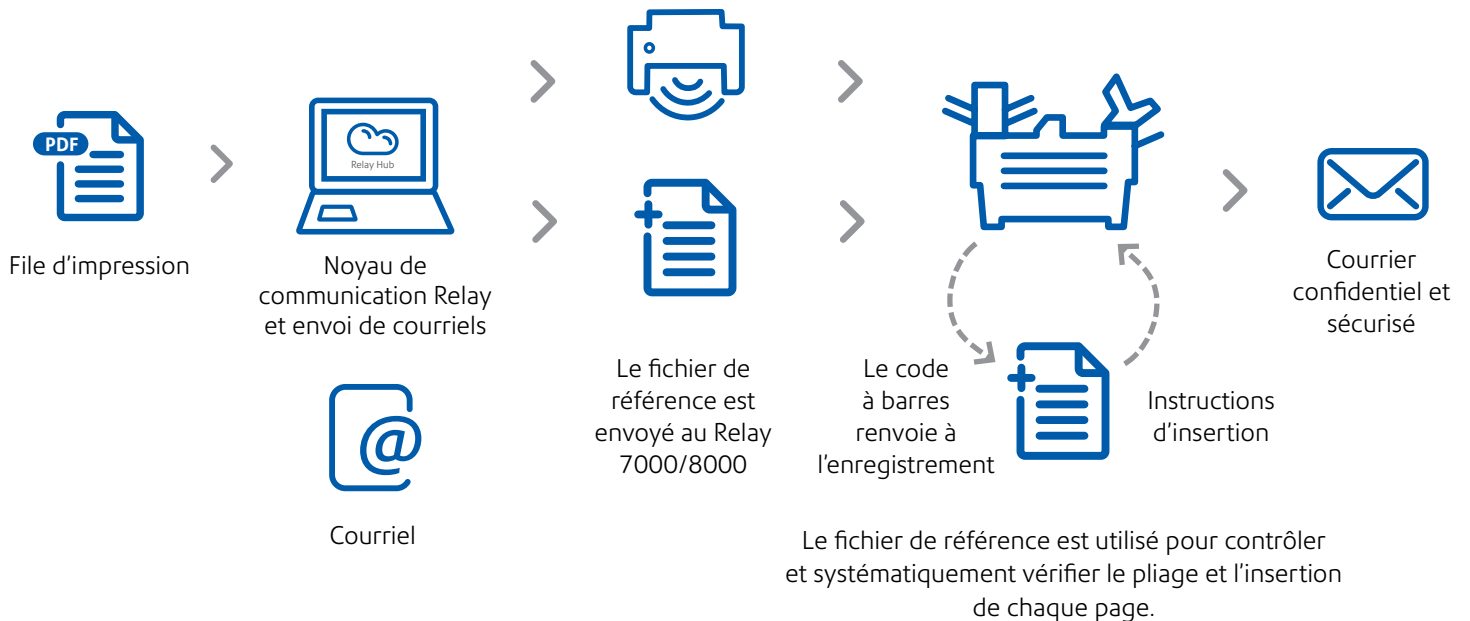 PDF
File d'impression
Relay Hub
Noyau de
communication Relay
et envoi de courriels
@
Courriel
Le fichier de
référence est
envoyé au Relay
7000/8000
Le code
à barres
renvoie à
l'enregistrement
Instructions
d'insertion
Courrier
confidentiel et
sécurisé
Le fichier de référence est utilisé pour contrôler
et systématiquement vérifier le pliage et l'insertion
de chaque page.